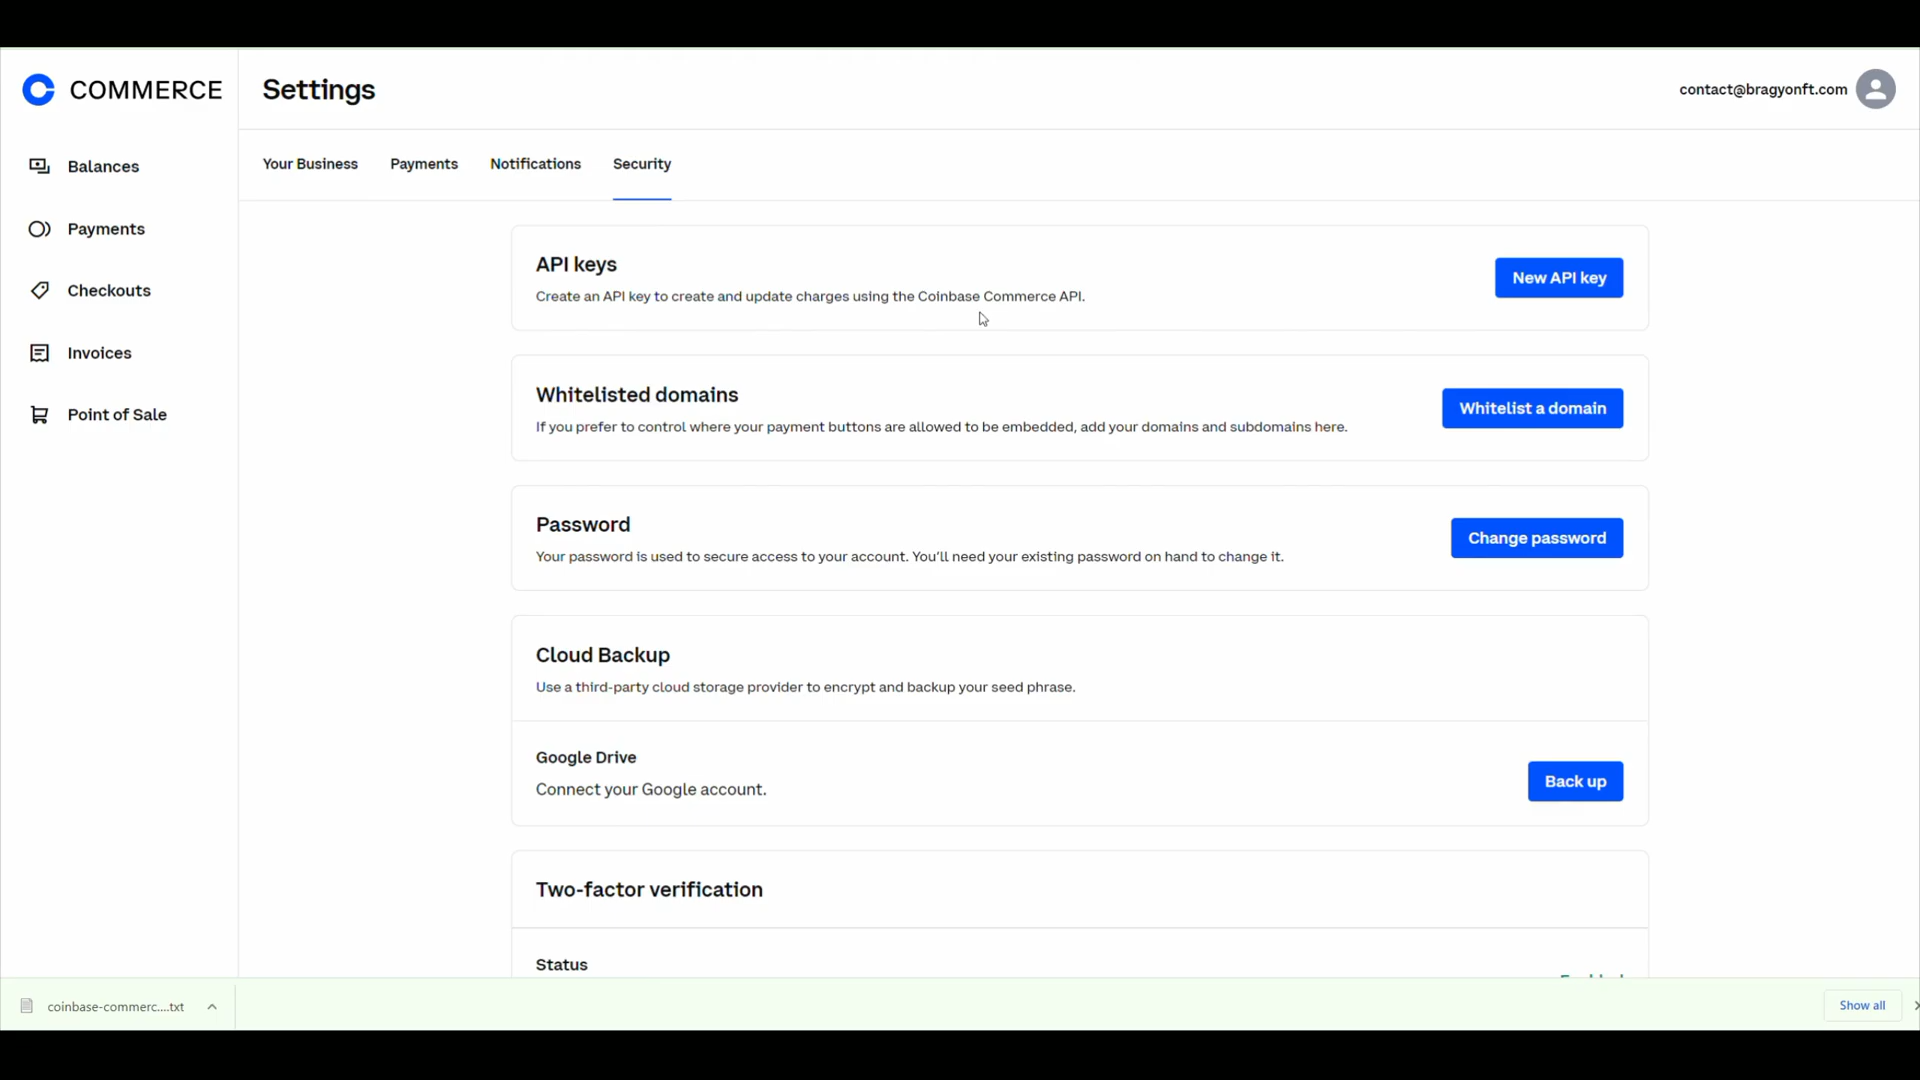 COMMERCE
Settings
contact@bragyonft.com
Balances
Payments
Checkouts
Invoices
Point of Sale
Your Business
Payments
Notifications
Security
API keys
Create an API key to create and update charges using the Coinbase Commerce API.
New API key
Whitelisted domains
If you prefer to control where your payment buttons are allowed to be embedded, add your domains and subdomains here.
Whitelist a domain
Password
Your password is used to secure access to your account. You’ll need your existing password on hand to change it.
Change password
Cloud Backup
Use a third-party cloud storage provider to encrypt and backup your seed phrase.
Google Drive
Connect your Google account.
Back up
Two-factor verification
Status
coinbase-commerc....txt
Show all